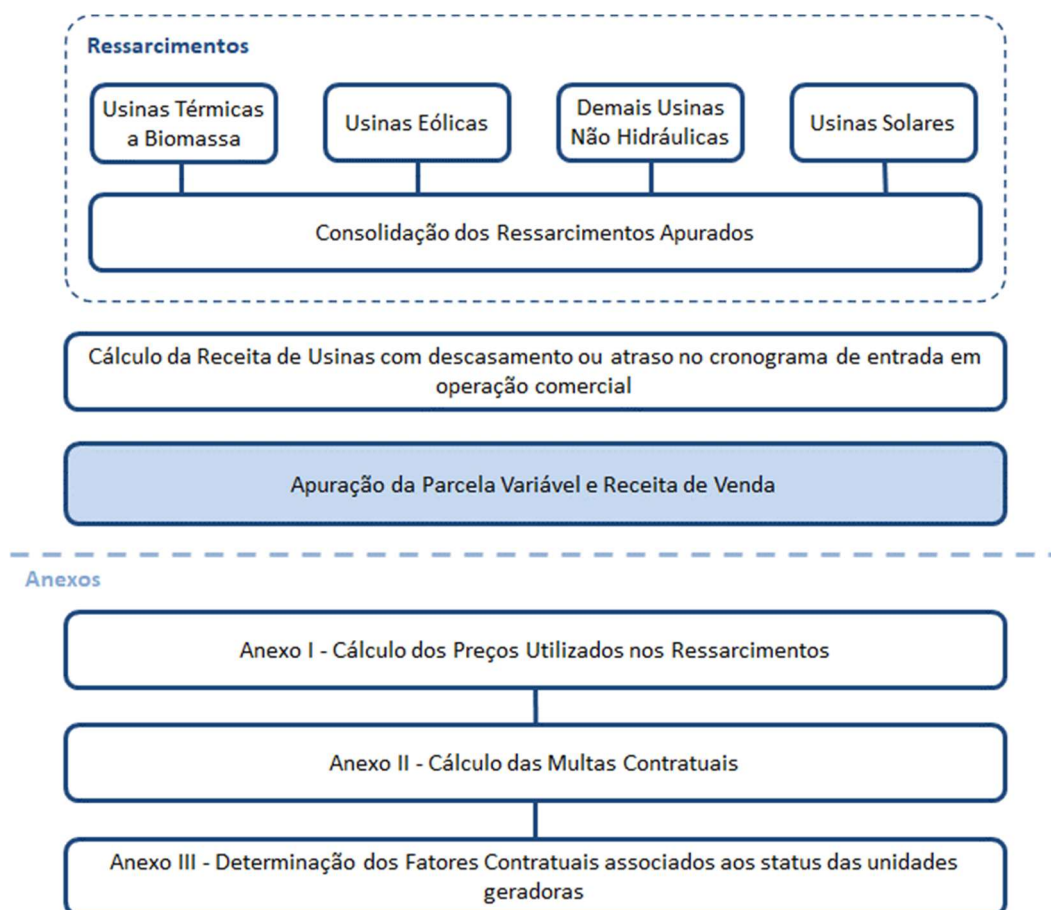 Ressarcimentos
Usinas Térmicas
a Biomassa
Usinas Eólicas
Demais Usinas
Não Hidráulicas
Usinas Solares
Consolidação dos Ressarcimentos Apurados
Cálculo da Receita de Usinas com descasamento ou atraso no cronograma de entrada em
operação comercial
Apuração da Parcela Variável e Receita de Venda
Anexos
Anexo I - Cálculo dos Preços Utilizados nos Ressarcimentos
Anexo II - Cálculo das Multas Contratuais
Anexo III - Determinação dos Fatores Contratuais associados aos status das unidades
geradoras